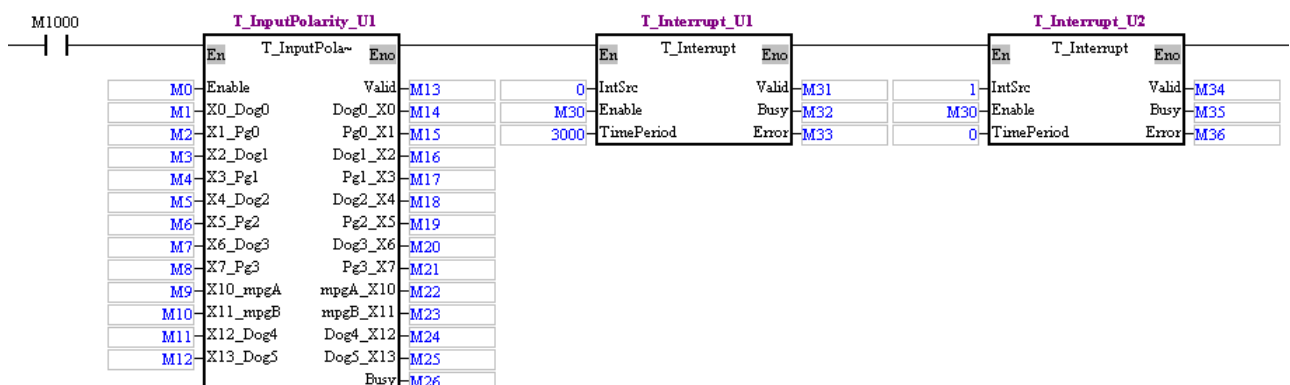 M1000 T_InputPolarity_U1 T_Interrupt_U1 T_Interrupt_U2
En T_InputPola~ Eno En T_Interrupt Eno En T_Interrupt Eno
M0 Enable Valid M13 0 IntSrc Valid M31 1 IntSrc Valid M34
M1 X0_Dog0 Dog0_X0 M14 M30 Enable Busy M32 M30 Enable Busy M35
M2 X1_Pg0 Pg0_X1 M15 3000 TimePeriod Error M33 0 TimePeriod Error M36
M3 X2_Dog1 Dog1_X2 M16
M4 X3_Pg1 Pg1_X3 M17
M5 X4_Dog2 Dog2_X4 M18
M6 X5_Pg2 Pg2_X5 M19
M7 X6_Dog3 Dog3_X6 M20
M8 X7_Pg3 Pg3_X7 M21
M9 X10_mpgA mpgA_X10 M22
M10 X11_mpgB mpgB_X11 M23
M11 X12_Dog4 Dog4_X12 M24
M12 X13_Dog5 Dog5_X13 M25
Busy M26